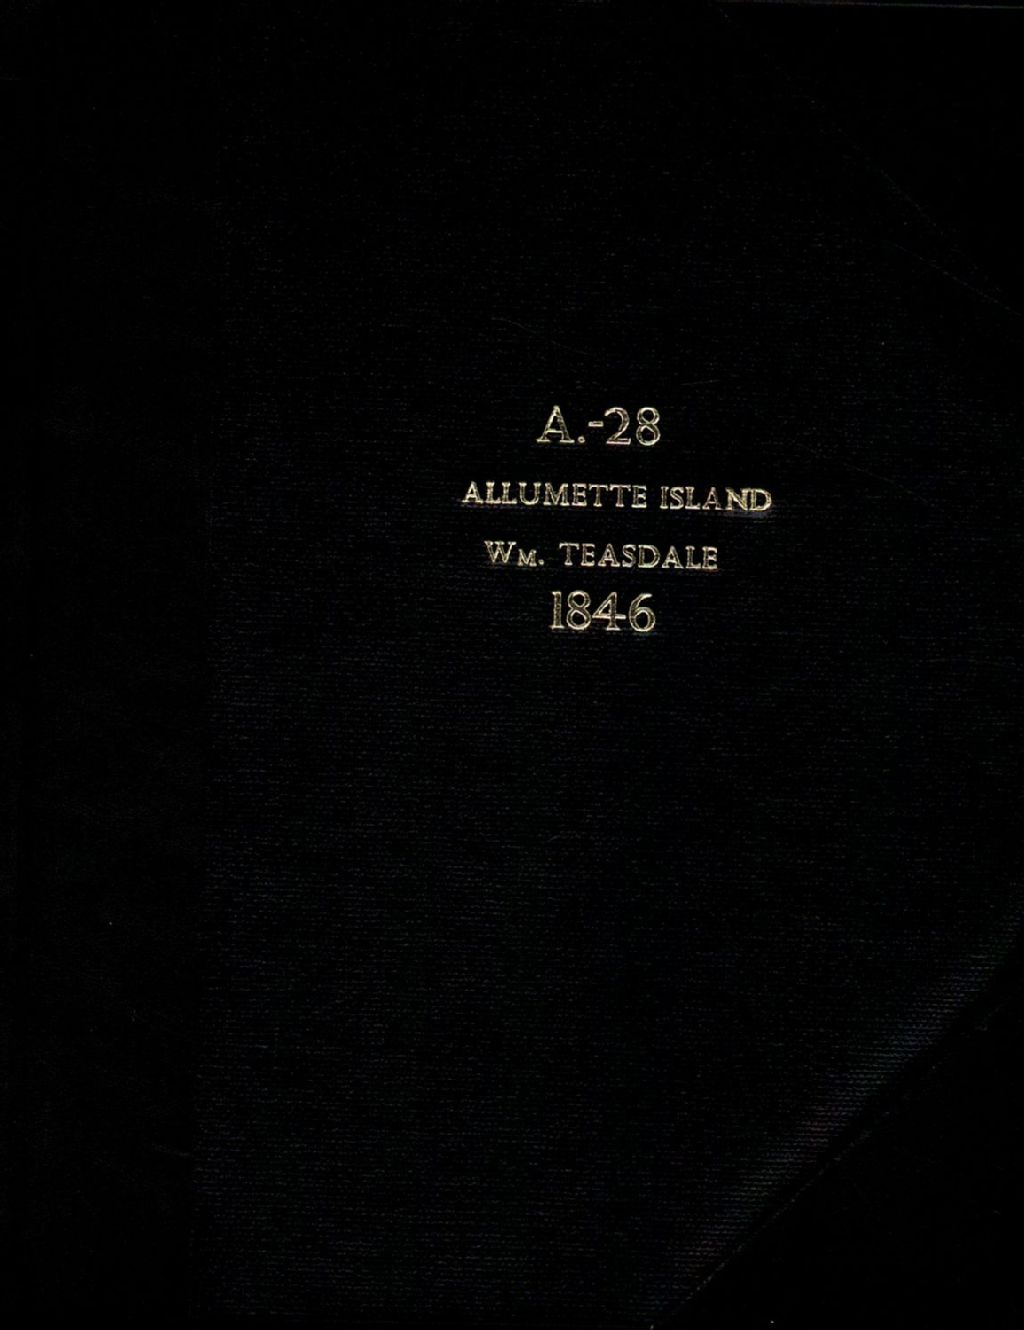 A.-28
ALLUMETTE ISLAND
WM. TEASDALE
1846